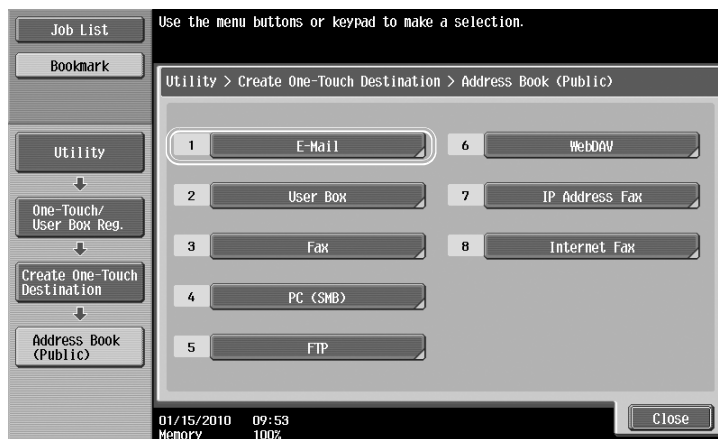 Job List
Bookmark
Use the menu buttons or keypad to make a selection.
Utility > Create One-Touch Destination > Address Book (Public)
Utility
One-Touch/
User Box Reg.
Create One-Touch
Destination
Address Book
(Public)
1 E-Mail
2 User Box
3 Fax
4 PC (SMB)
5 FTP
6 WebDAV
7 IP Address Fax
8 Internet Fax
01/15/2010 09:53
Memory 100%
Close